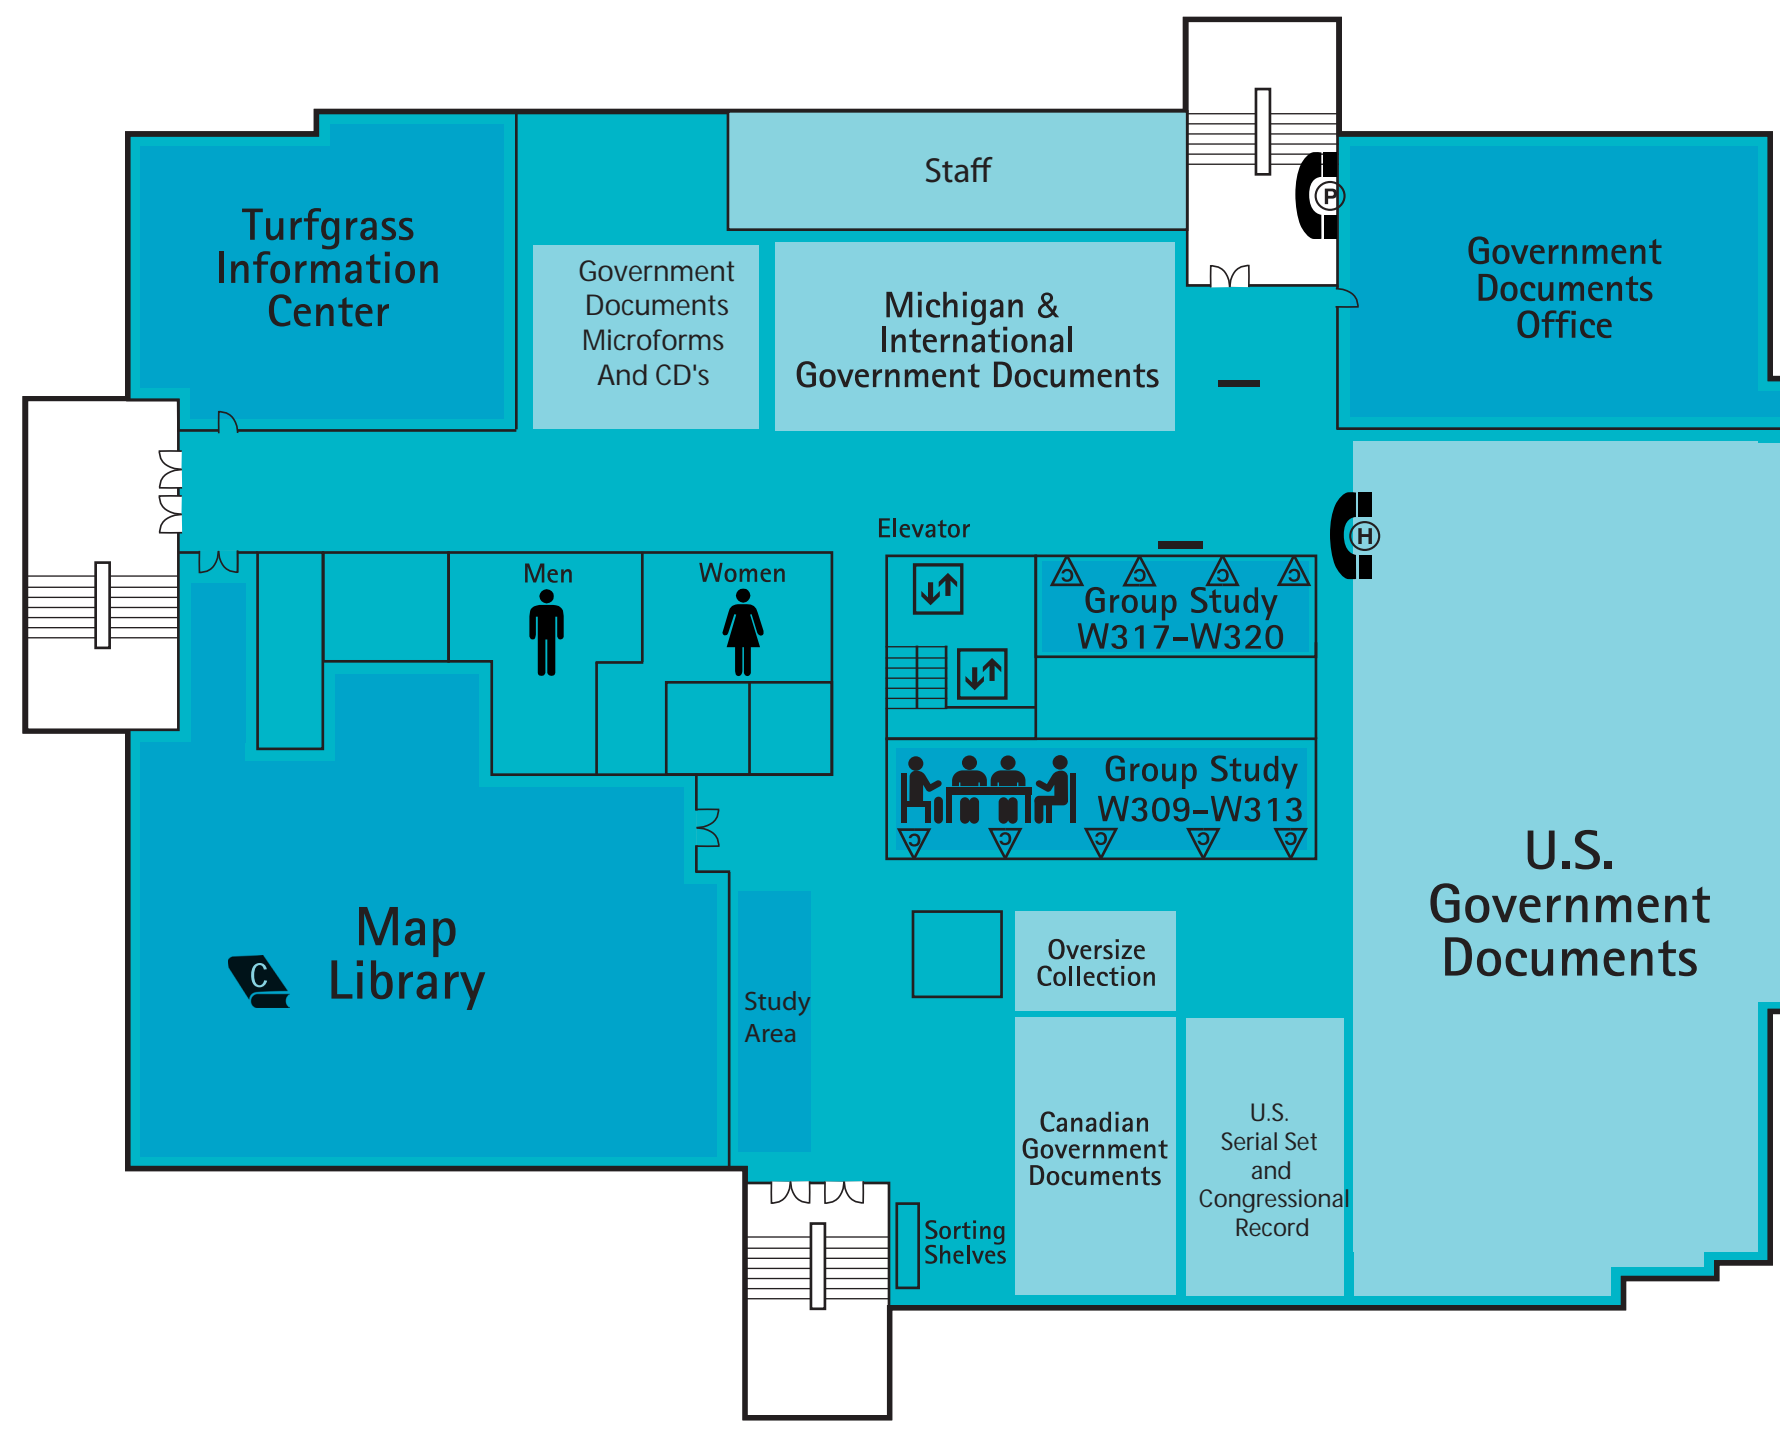 Staff
P
Turfgrass
Information
Center
Government
Documents
Microforms
And CD's
Michigan &
International
Government Documents
Government
Documents
Office
Elevator
H
Men
Women
C
C
C
C
Group Study
W317–W320
Group Study
W309–W313
C
C
C
C
C
U.S.
Government
Documents
Map
Library
C
Study
Area
Oversize
Collection
Canadian
Government
Documents
U.S.
Serial Set
and
Congressional
Record
Sorting
Shelves